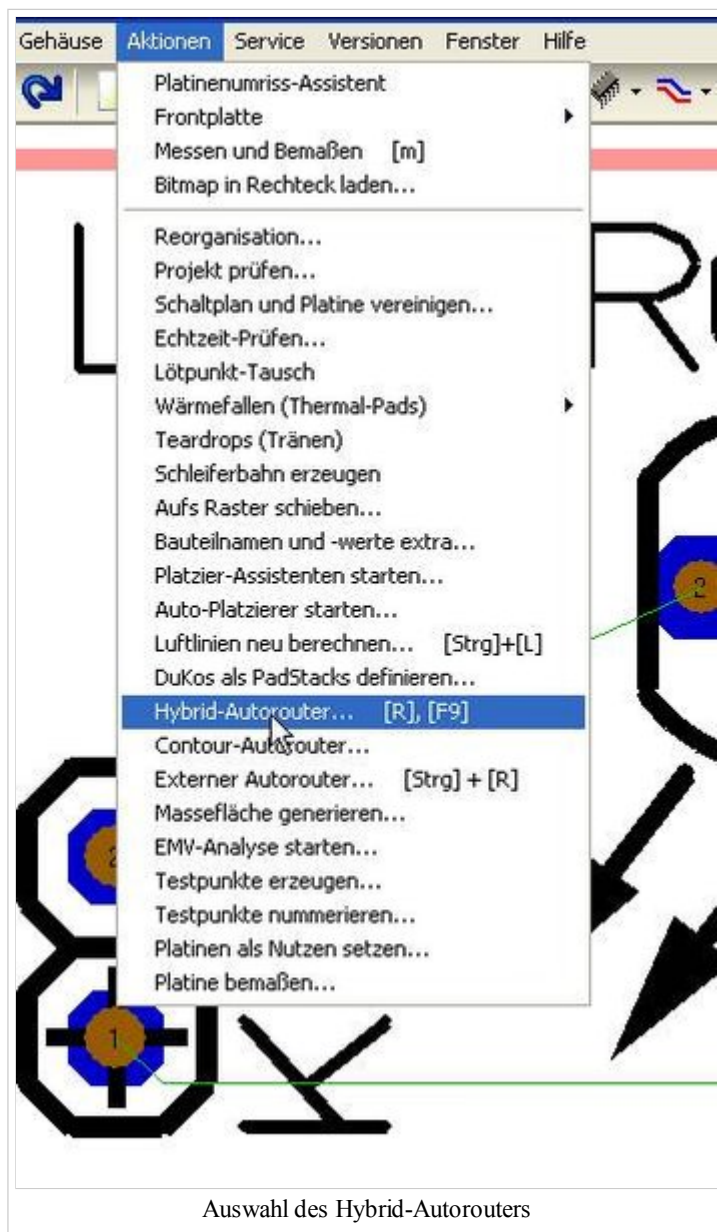 Gehäuse Aktionen Service Versionen Fenster Hilfe
Platinenumriss-Assistent
Frontplatte
Messen und Bemaßen [m]
Bitmap in Rechteck laden...
Reorganisation...
Projekt prüfen...
Schaltplan und Platine vereinigen...
Echtzeit-Prüfen...
Lötpunkt-Tausch
Wärmefallen (Thermal-Pads)
Teardrops (Tränen)
Schleiferbahn erzeugen
Aufs Raster schieben...
Bauteilnamen und -werte extra...
Platzier-Assistenten starten...
Auto-Platzierer starten...
Luftlinien neu berechnen... [Strg]+[L]
DuKos als PadStacks definieren...
Hybrid-Autorouter... [R], [F9]
Contour-Autorouter...
Externer Autorouter... [Strg] + [R]
Massefläche generieren...
EMV-Analyse starten...
Testpunkte erzeugen...
Testpunkte nummerieren...
Platinen als Nutzen setzen...
Platine bemaßen...
L R
2
2
1
K
Auswahl des Hybrid-Autorouters